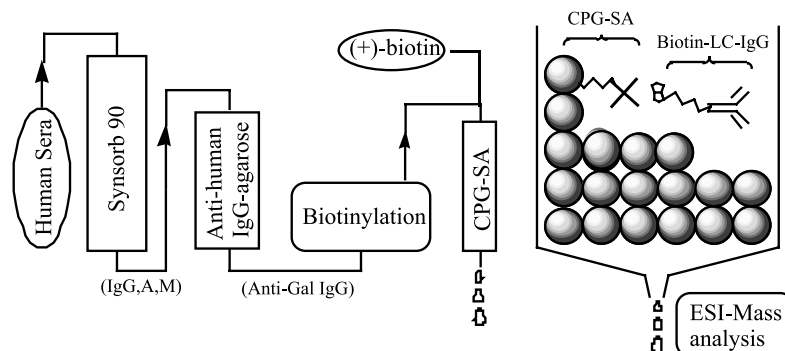 Human Sera
Synsorb 90
(IgG,A,M)
Anti-human
IgG-agarose
(Anti-Gal IgG)
Biotinylation
(+)-biotin
CPG-SA
CPG-SA
Biotin-LC-IgG
ESI-Mass
analysis